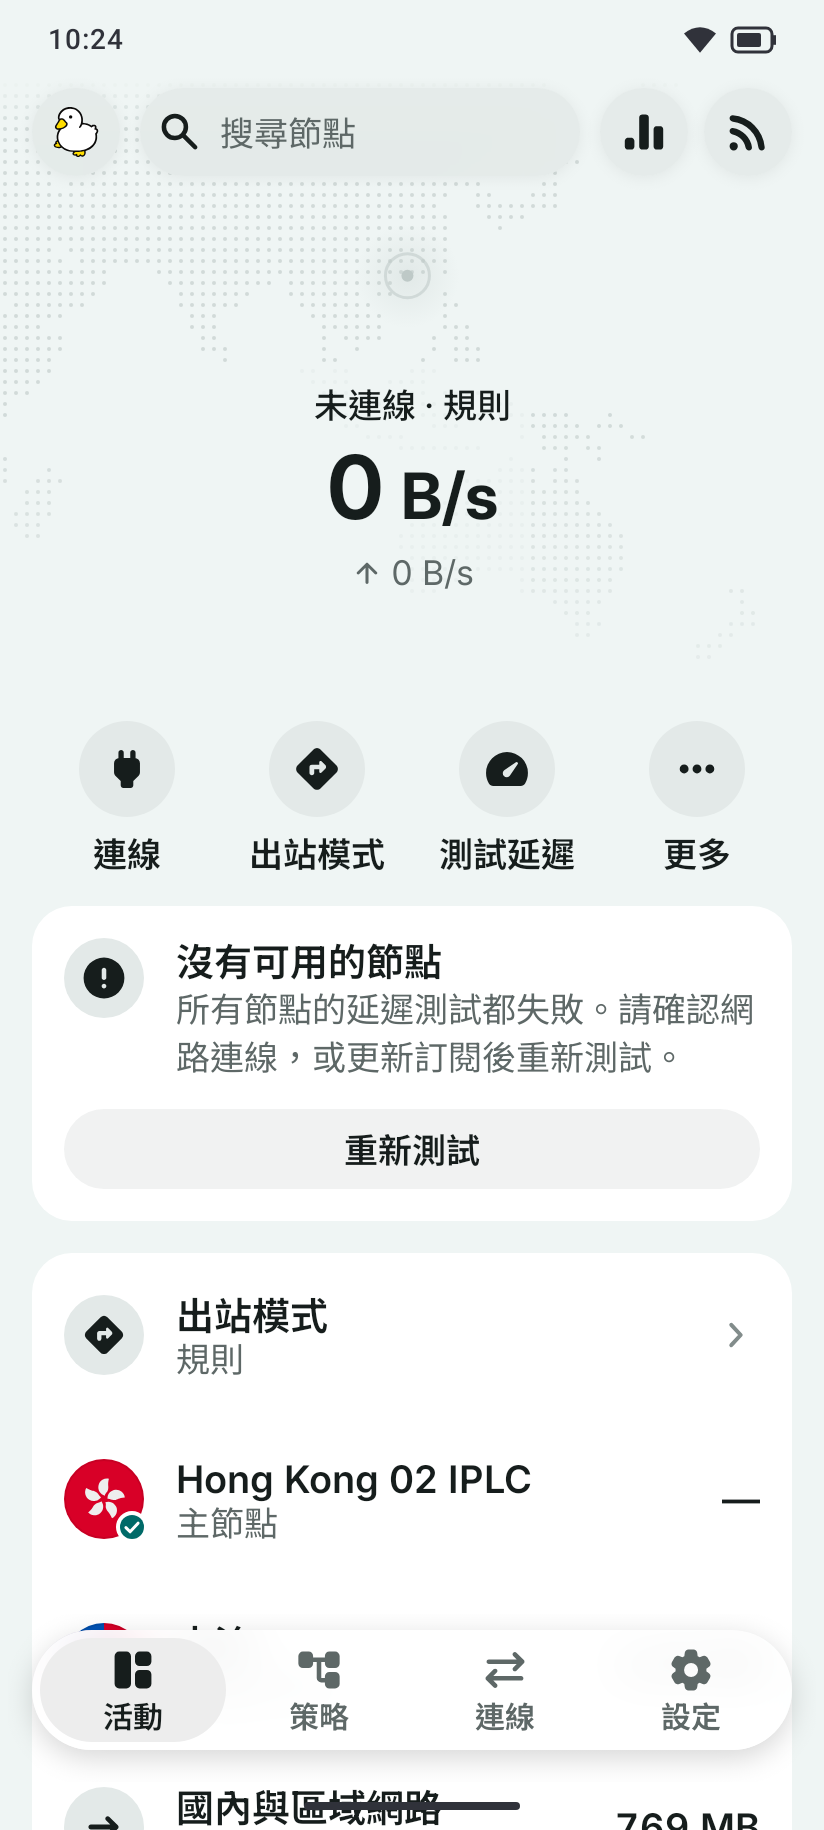 10:24
搜尋節點
未連線 · 規則
0 B/s
↑ 0 B/s
連線
出站模式
測試延遲
更多
沒有可用的節點
所有節點的延遲測試都失敗。請確認網
路連線，或更新訂閱後重新測試。
重新測試
出站模式
規則
Hong Kong 02 IPLC
主節點
—
活動
策略
連線
設定
國內與區域網路
769 MB